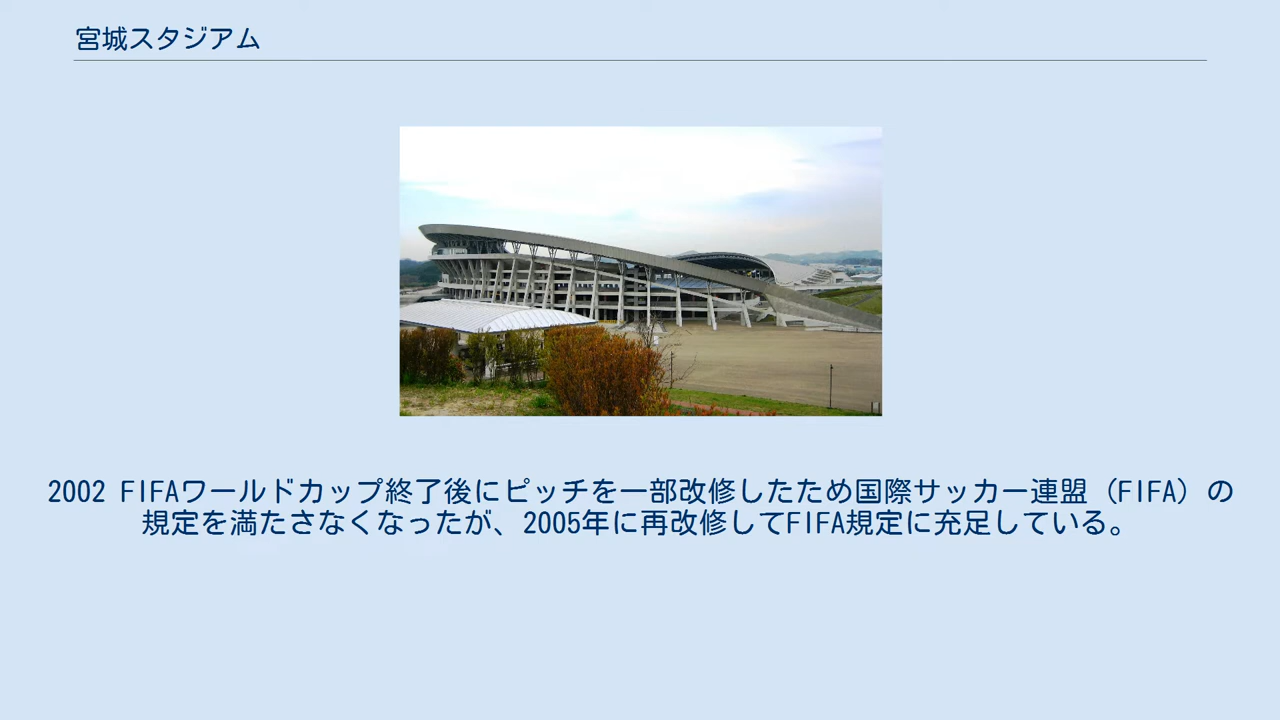 宮城スタジアム
2002 FIFAワールドカップ終了後にピッチを一部改修したため国際サッカー連盟（FIFA）の
規定を満たさなくなったが、2005年に再改修してFIFA規定に充足している。